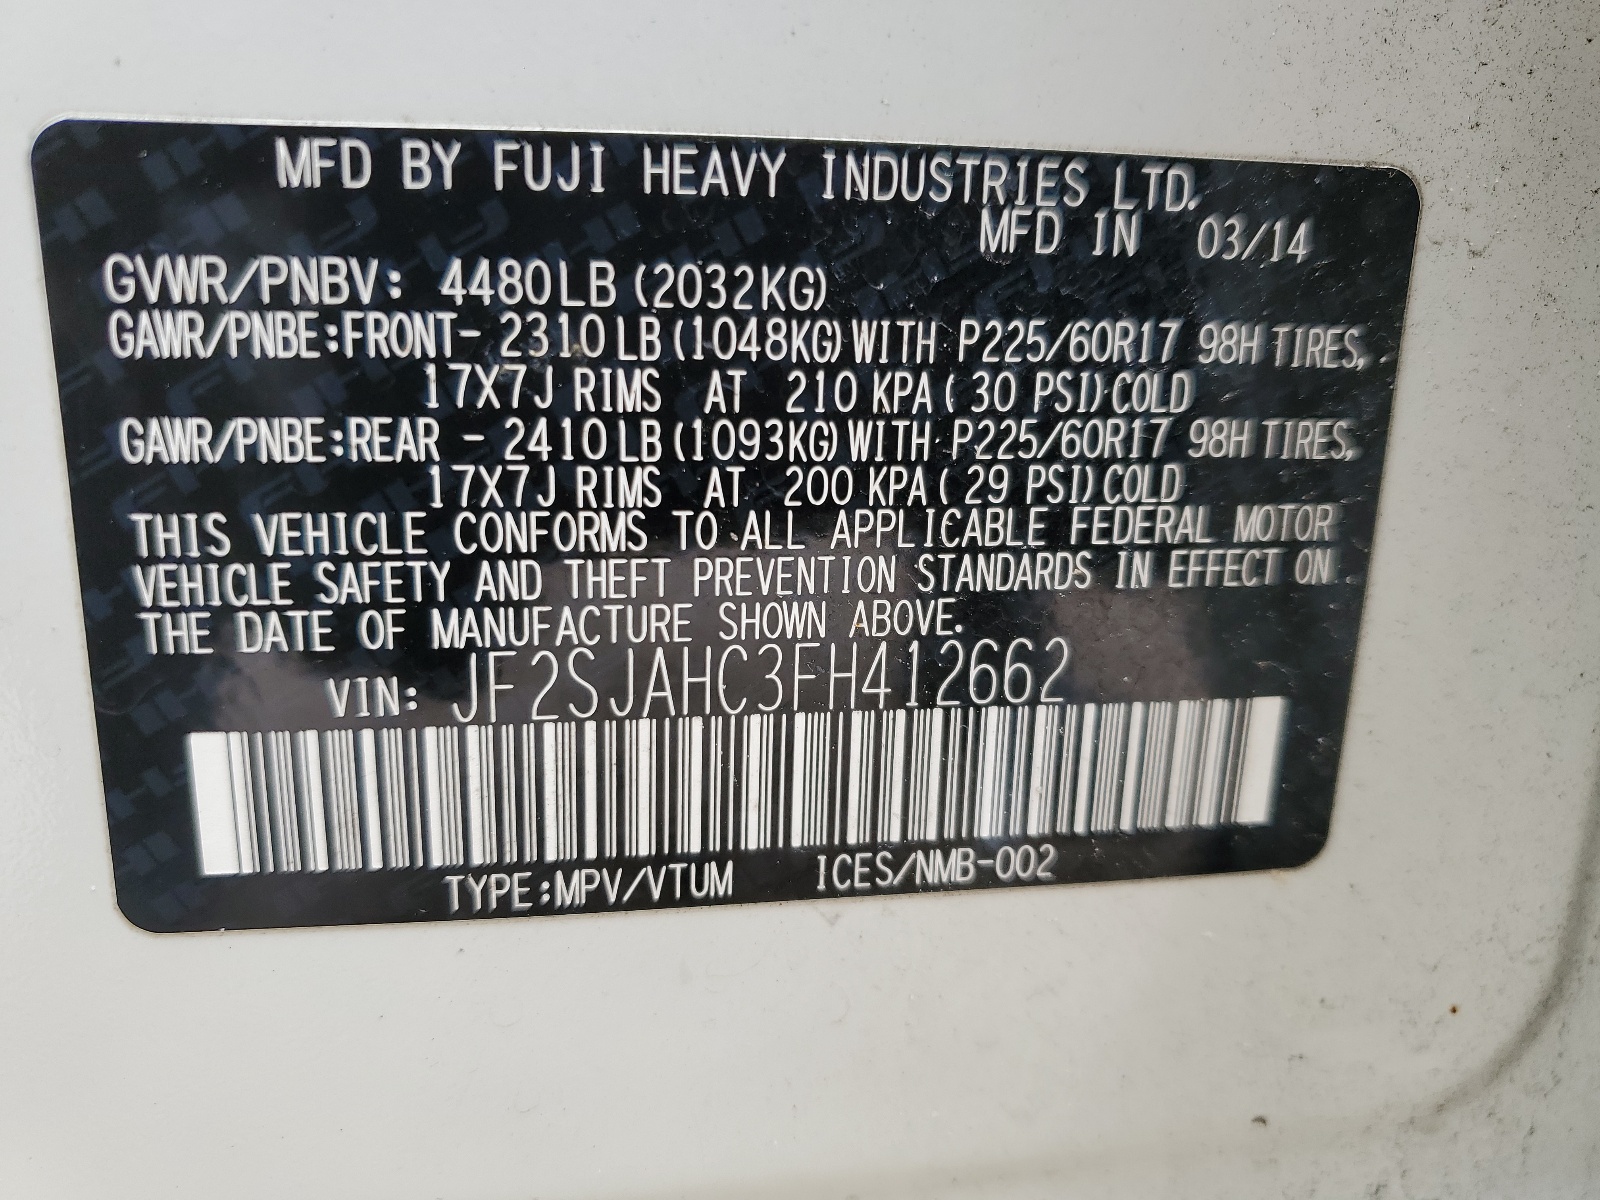 MFD BY FUJI HEAVY INDUSTRIES LTD.
MFD IN 03/14
GVWR/PNBV: 4480LB (2032KG)
GAWR/PNBE:FRONT- 2310LB (1048KG) WITH P225/60R17 98H TIRES,
17X7J RIMS AT 210 KPA ( 30 PSI) COLD
GAWR/PNBE:REAR - 2410LB (1093KG) WITH P225/60R17 98H TIRES,
17X7J RIMS AT 200 KPA ( 29 PSI) COLD
THIS VEHICLE CONFORMS TO ALL APPLICABLE FEDERAL MOTOR
VEHICLE SAFETY AND THEFT PREVENTION STANDARDS IN EFFECT ON
THE DATE OF MANUFACTURE SHOWN ABOVE.
VIN: JF2SJAHC3FH412662
TYPE:MPV/VTUM ICES/NMB-002